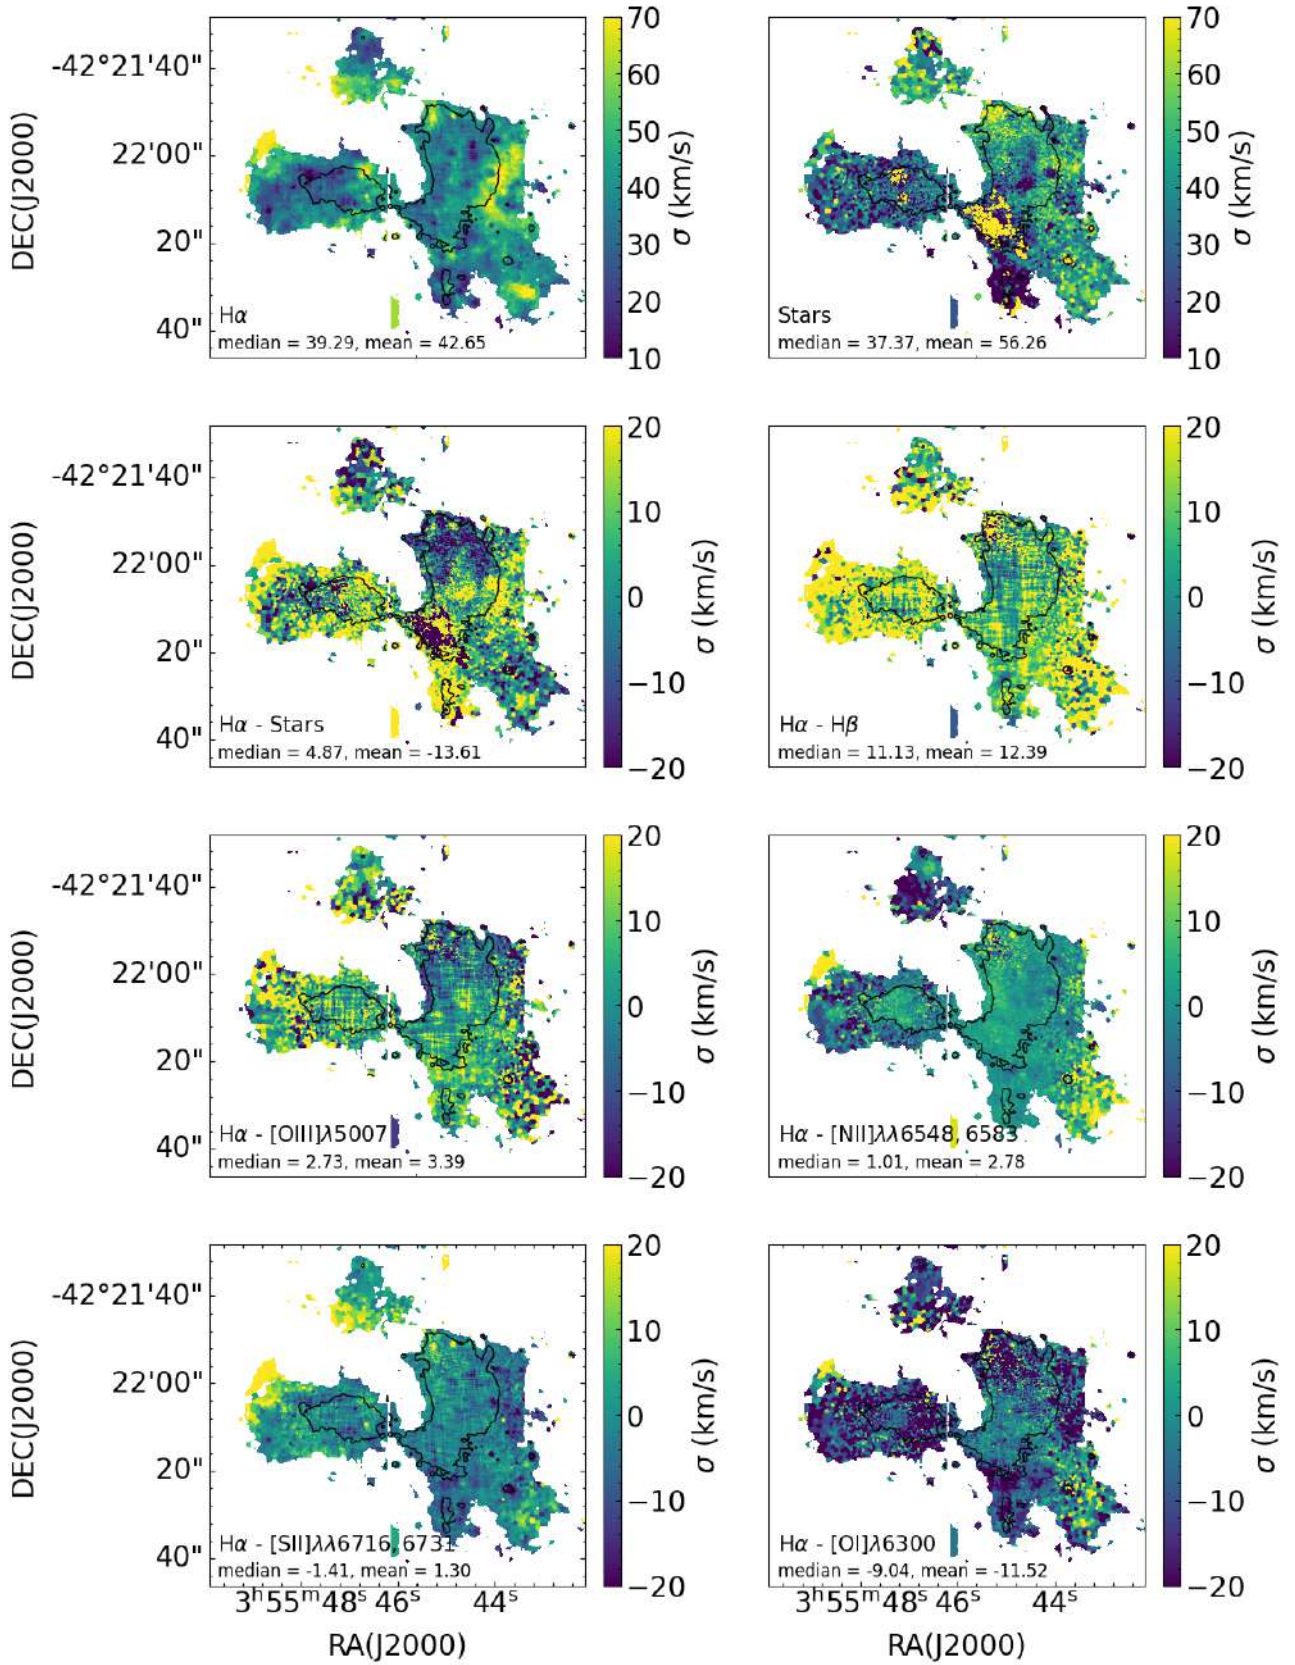 DEC(J2000)
-42°21'40"
22'00"
20"
40"
Hα
median = 39.29, mean = 42.65
70
60
50
40
30
20
10
σ (km/s)
Stars
median = 37.37, mean = 56.26
70
60
50
40
30
20
10
σ (km/s)
DEC(J2000)
-42°21'40"
22'00"
20"
40"
Hα - Stars
median = 4.87, mean = -13.61
20
10
0
−10
−20
σ (km/s)
Hα - Hβ
median = 11.13, mean = 12.39
20
10
0
−10
−20
σ (km/s)
DEC(J2000)
-42°21'40"
22'00"
20"
40"
Hα - [OIII]λ5007
median = 2.73, mean = 3.39
20
10
0
−10
−20
σ (km/s)
Hα - [NII]λλ6548, 6583
median = 1.01, mean = 2.78
20
10
0
−10
−20
σ (km/s)
DEC(J2000)
-42°21'40"
22'00"
20"
40"
Hα - [SII]λλ6716, 6731
median = -1.41, mean = 1.30
20
10
0
−10
−20
σ (km/s)
Hα - [OI]λ6300
median = -9.04, mean = -11.52
20
10
0
−10
−20
σ (km/s)
3ʰ55ᵐ48ˢ 46ˢ 44ˢ
RA(J2000)
3ʰ55ᵐ48ˢ 46ˢ 44ˢ
RA(J2000)